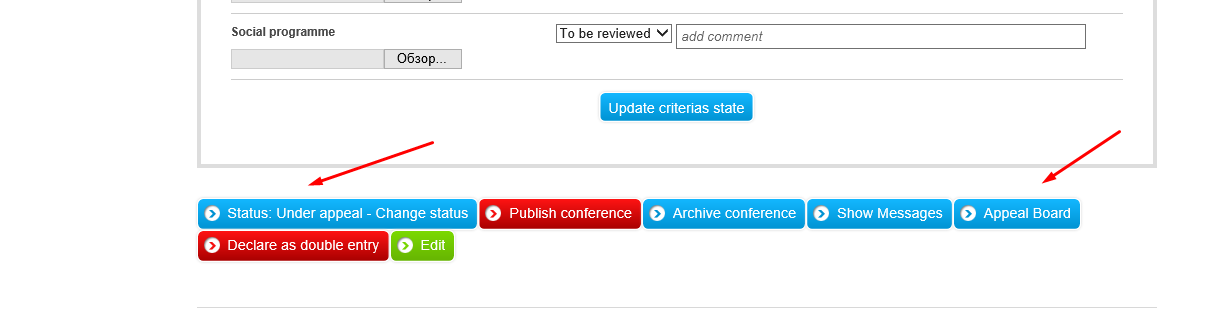 Social programme
To be reviewed
add comment
Обзор...
Update criterias state
Status: Under appeal - Change status
Publish conference
Archive conference
Show Messages
Appeal Board
Declare as double entry
Edit